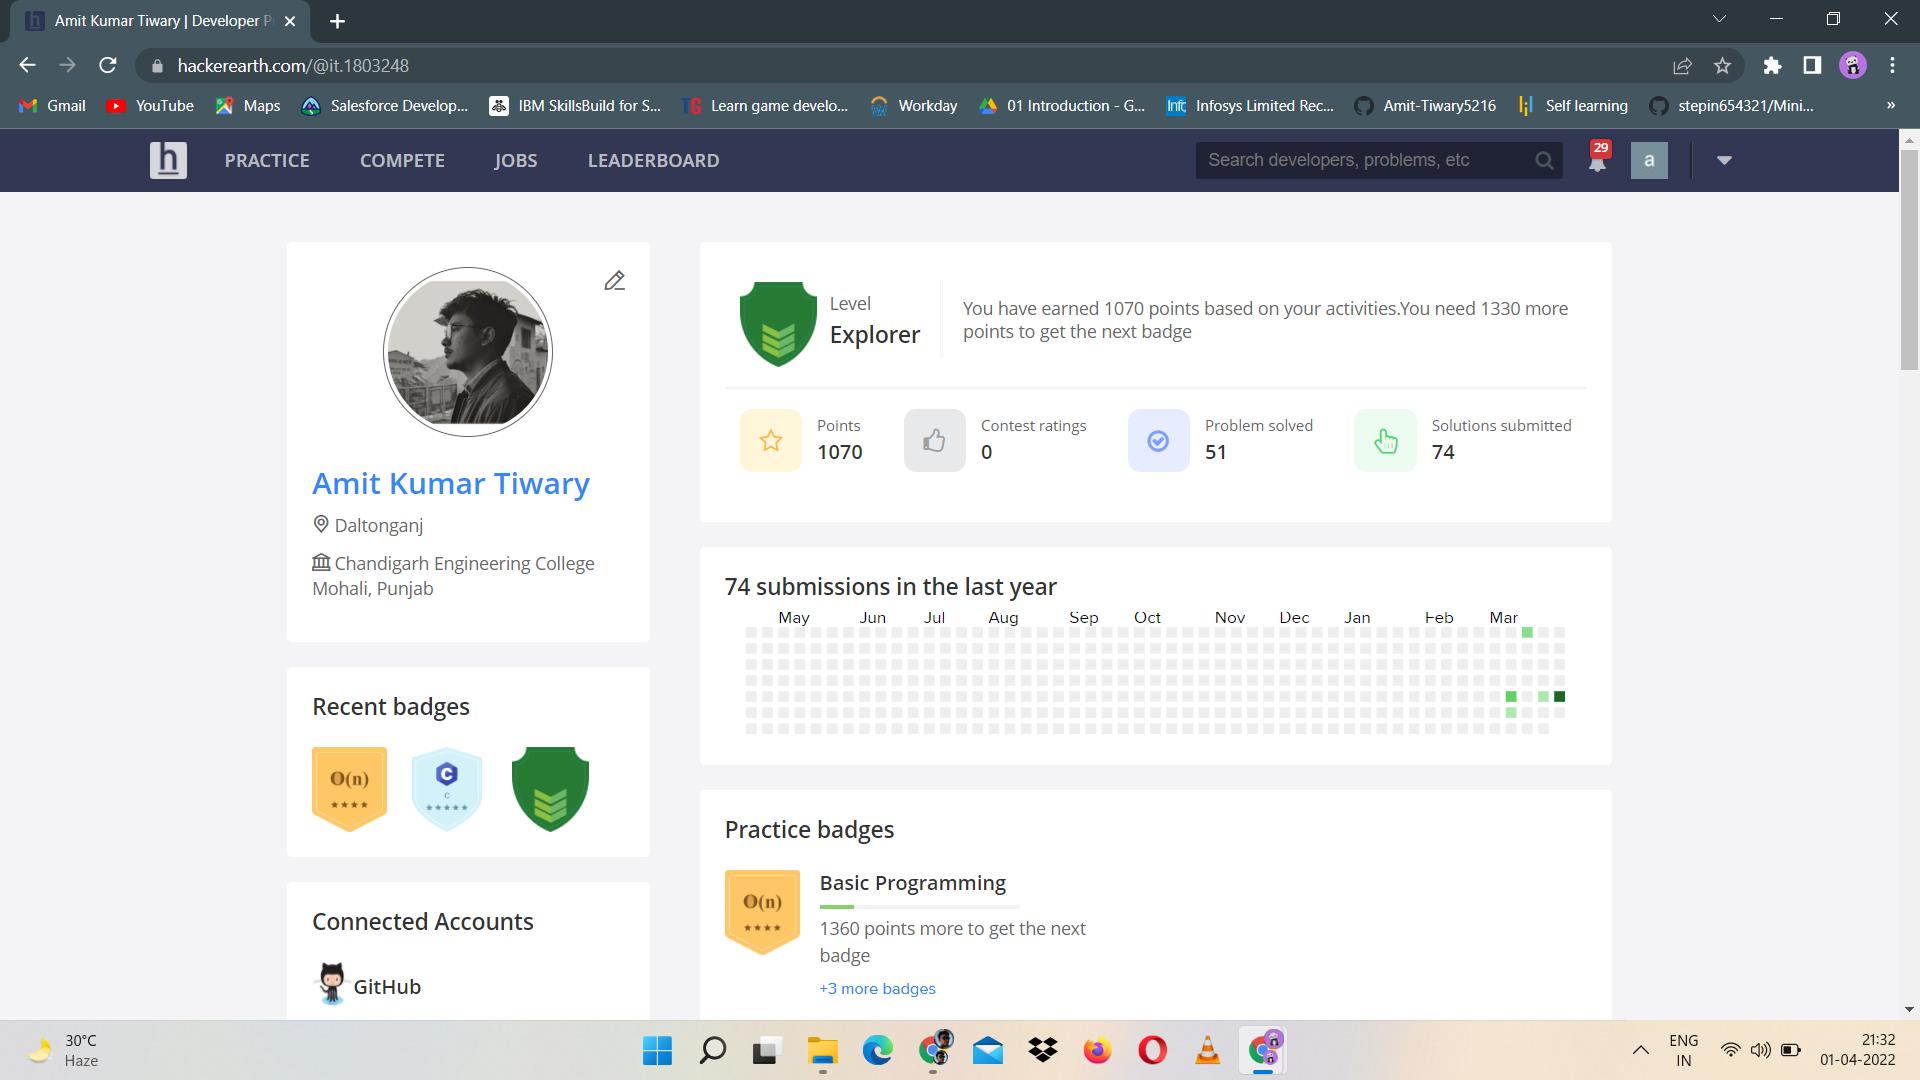 Amit Kumar Tiwary | Developer P
hackerearth.com/@it.1803248
Gmail YouTube Maps Salesforce Develop... IBM SkillsBuild for S... TG Learn game develo... Workday 01 Introduction - G... Infosys Limited Rec... Amit-Tiwary5216 Self learning stepin654321/Mini... »
h PRACTICE COMPETE JOBS LEADERBOARD Search developers, problems, etc 29 a
Amit Kumar Tiwary
Daltonganj
Chandigarh Engineering College
Mohali, Punjab
Recent badges
O(n)
C
C
Connected Accounts
GitHub
Level
Explorer
You have earned 1070 points based on your activities.You need 1330 more
points to get the next badge
Points
1070
Contest ratings
0
Problem solved
51
Solutions submitted
74
74 submissions in the last year
May Jun Jul Aug Sep Oct Nov Dec Jan Feb Mar
Practice badges
O(n)
Basic Programming
1360 points more to get the next
badge
+3 more badges
30°C
Haze
ENG
IN
21:32
01-04-2022